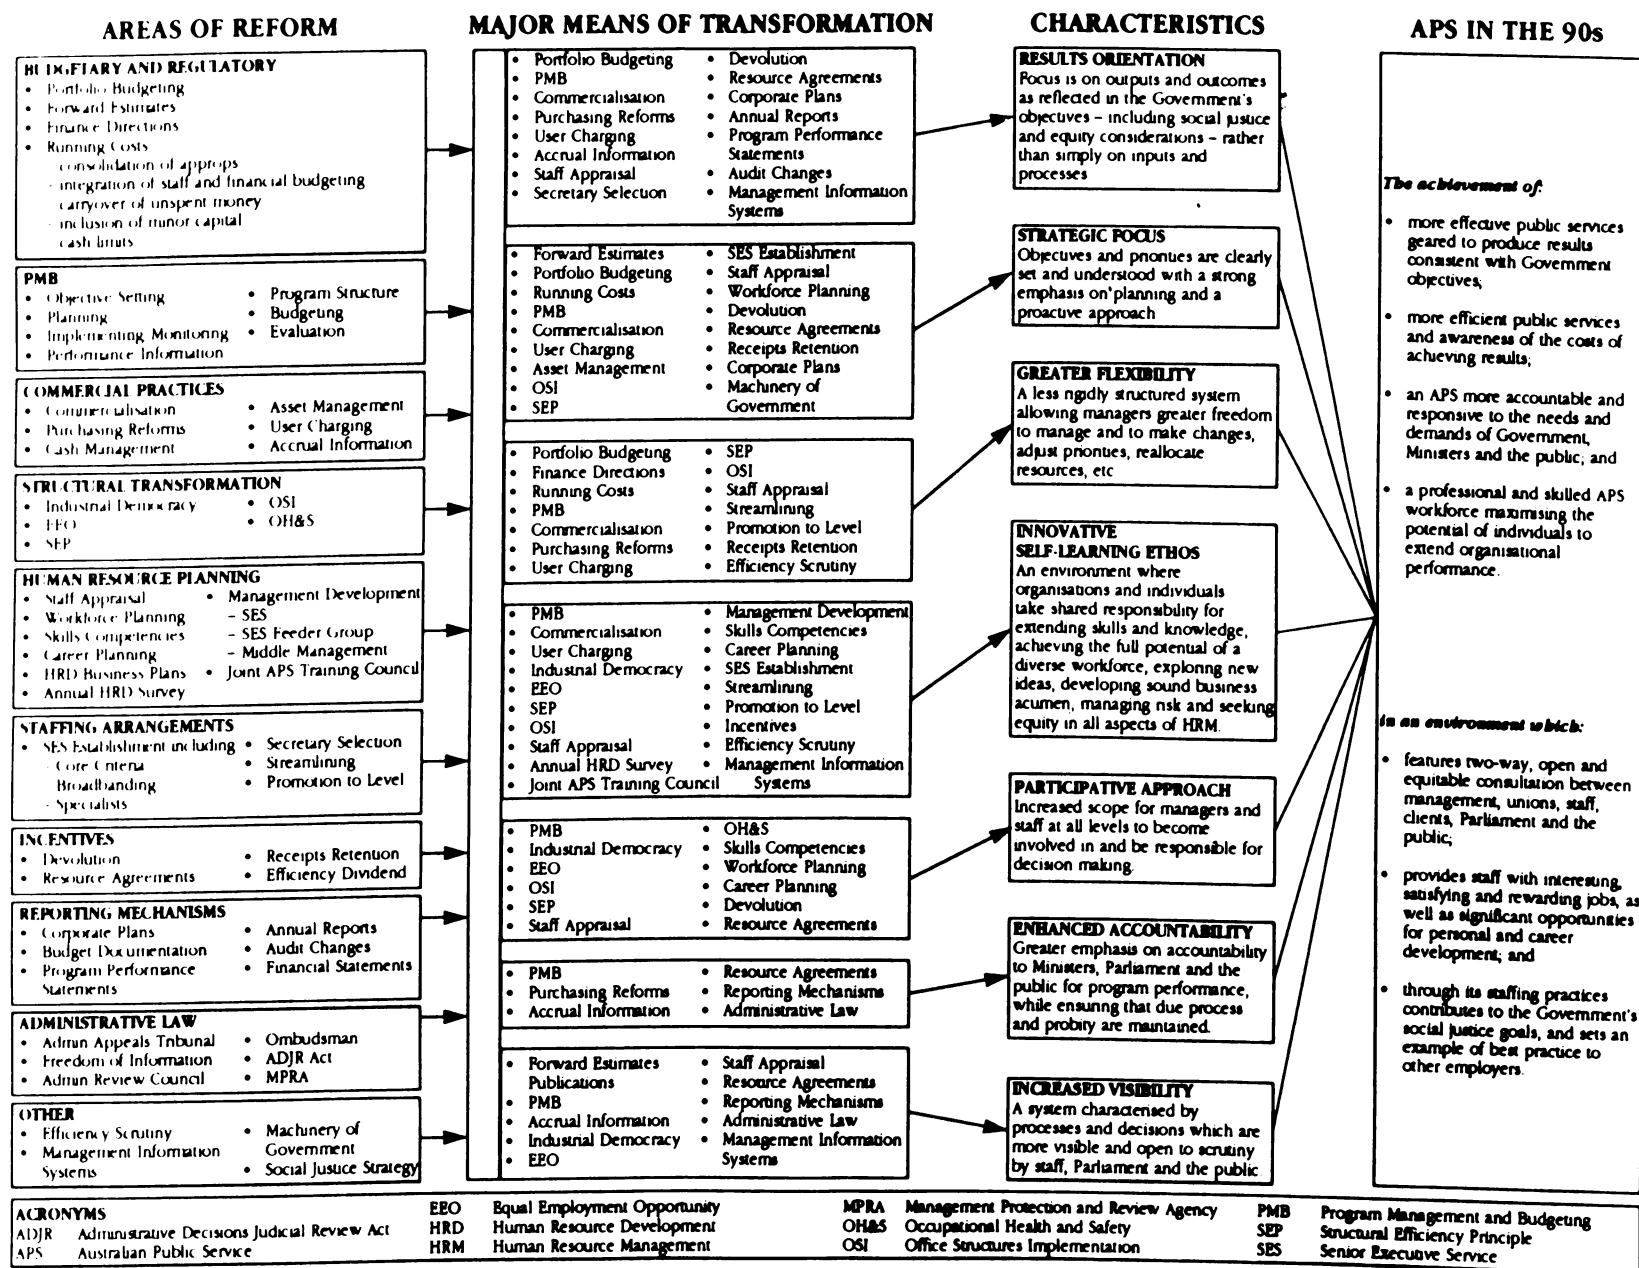 AREAS OF REFORM
BUDGETARY AND REGULATORY
• Portfolio Budgeting
• Forward Estimates
• Finance Directions
• Running Costs
consolidation of approps
- integration of staff and financial budgeting
carryover of unspent money
- inclusion of minor capital
cash limits
PMB
• Objective Setting
• Planning
• Implementing Monitoring
• Performance Information
• Program Structure
• Budgeting
• Evaluation
COMMERCIAL PRACTICES
• Commercialisation
• Purchasing Reforms
• Cash Management
• Asset Management
• User Charging
• Accrual Information
STRUCTURAL TRANSFORMATION
• Industrial Democracy
• EEO
• SEP
• OSI
• OH&S
HUMAN RESOURCE PLANNING
• Staff Appraisal
• Workforce Planning
• Skills Competencies
• Career Planning
• HRD Business Plans
• Annual HRD Survey
• Management Development
– SES
– SES Feeder Group
– Middle Management
• Joint APS Training Council
STAFFING ARRANGEMENTS
• SES Establishment including
- Core Criteria
Broadbanding
- Specialists
• Secretary Selection
• Streamlining
• Promotion to Level
INCENTIVES
• Devolution
• Resource Agreements
• Receipts Retention
• Efficiency Dividend
REPORTING MECHANISMS
• Corporate Plans
• Budget Documentation
• Program Performance
Statements
• Annual Reports
• Audit Changes
• Financial Statements
ADMINISTRATIVE LAW
• Admin Appeals Tribunal
• Freedom of Information
• Admin Review Council
• Ombudsman
• ADJR Act
• MPRA
OTHER
• Efficiency Scrutiny
• Management Information
Systems
• Machinery of
Government
• Social Justice Strategy
MAJOR MEANS OF TRANSFORMATION
• Portfolio Budgeting
• PMB
• Commercialisation
• Purchasing Reforms
• User Charging
• Accrual Information
• Staff Appraisal
• Secretary Selection
• Devolution
• Resource Agreements
• Corporate Plans
• Annual Reports
• Program Performance
Statements
• Audit Changes
• Management Information
Systems
• Forward Estimates
• Portfolio Budgeting
• Running Costs
• PMB
• Commercialisation
• User Charging
• Asset Management
• OSI
• SEP
• SES Establishment
• Staff Appraisal
• Workforce Planning
• Devolution
• Resource Agreements
• Receipts Retention
• Corporate Plans
• Machinery of
Government
• Portfolio Budgeting
• Finance Directions
• Running Costs
• PMB
• Commercialisation
• Purchasing Reforms
• User Charging
• SEP
• OSI
• Staff Appraisal
• Streamlining
• Promotion to Level
• Receipts Retention
• Efficiency Scrutiny
• PMB
• Commercialisation
• User Charging
• Industrial Democracy
• EEO
• SEP
• OSI
• Staff Appraisal
• Annual HRD Survey
• Joint APS Training Council
• Management Development
• Skills Competencies
• Career Planning
• SES Establishment
• Streamlining
• Promotion to Level
• Incentives
• Efficiency Scrutiny
• Management Information
Systems
• PMB
• Industrial Democracy
• EEO
• OSI
• SEP
• Staff Appraisal
• OH&S
• Skills Competencies
• Workforce Planning
• Career Planning
• Devolution
• Resource Agreements
• PMB
• Purchasing Reforms
• Accrual Information
• Resource Agreements
• Reporting Mechanisms
• Administrative Law
• Forward Estimates
Publications
• PMB
• Accrual Information
• Industrial Democracy
• EEO
• Staff Appraisal
• Resource Agreements
• Reporting Mechanisms
• Administrative Law
• Management Information
Systems
CHARACTERISTICS
RESULTS ORIENTATION
Focus is on outputs and outcomes
as reflected in the Government's
objectives – including social justice
and equity considerations – rather
than simply on inputs and
processes
STRATEGIC FOCUS
Objectives and priorities are clearly
set and understood with a strong
emphasis on planning and a
proactive approach
GREATER FLEXIBILITY
A less rigidly structured system
allowing managers greater freedom
to manage and to make changes,
adjust priorities, reallocate
resources, etc
INNOVATIVE
SELF-LEARNING ETHOS
An environment where
organisations and individuals
take shared responsibility for
extending skills and knowledge,
achieving the full potential of a
diverse workforce, exploring new
ideas, developing sound business
acumen, managing risk and seeking
equity in all aspects of HRM.
PARTICIPATIVE APPROACH
Increased scope for managers and
staff at all levels to become
involved in and be responsible for
decision making.
ENHANCED ACCOUNTABILITY
Greater emphasis on accountability
to Ministers, Parliament and the
public for program performance,
while ensuring that due process
and probity are maintained.
INCREASED VISIBILITY
A system characterised by
processes and decisions which are
more visible and open to scrutiny
by staff, Parliament and the public
APS IN THE 90s
The achievement of:
• more effective public services
geared to produce results
consistent with Government
objectives;
• more efficient public services
and awareness of the costs of
achieving results;
• an APS more accountable and
responsive to the needs and
demands of Government,
Ministers and the public; and
• a professional and skilled APS
workforce maximising the
potential of individuals to
extend organisational
performance.
in an environment which:
• features two-way, open and
equitable consultation between
management, unions, staff,
clients, Parliament and the
public;
• provides staff with interesting,
satisfying and rewarding jobs, as
well as significant opportunities
for personal and career
development; and
• through its staffing practices
contributes to the Government's
social justice goals, and sets an
example of best practice to
other employers.
ACRONYMS
ADJR Administrative Decisions Judicial Review Act
APS Australian Public Service
EEO Equal Employment Opportunity
HRD Human Resource Development
HRM Human Resource Management
MPRA Management Protection and Review Agency
OH&S Occupational Health and Safety
OSI Office Structures Implementation
PMB Program Management and Budgeting
SEP Structural Efficiency Principle
SES Senior Executive Service